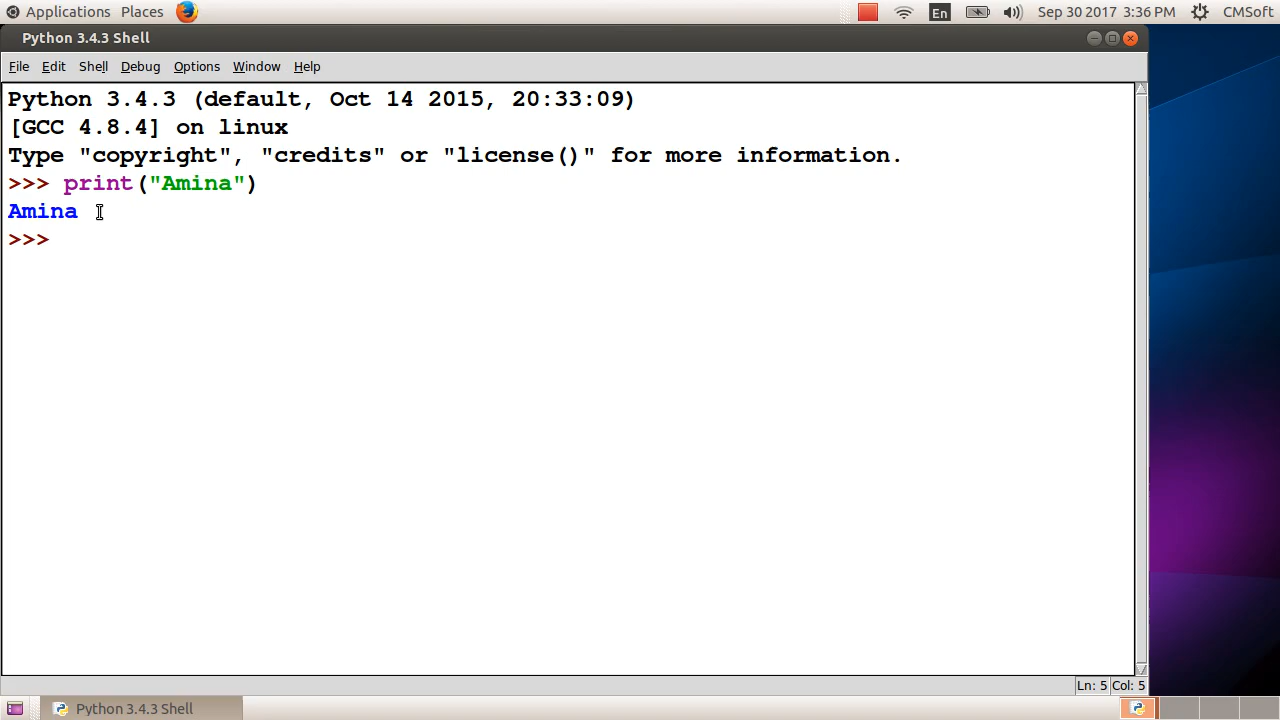 Applications Places En Sep 30 2017 3:36 PM CMSoft
Python 3.4.3 Shell
File Edit Shell Debug Options Window Help
Python 3.4.3 (default, Oct 14 2015, 20:33:09)
[GCC 4.8.4] on linux
Type "copyright", "credits" or "license()" for more information.
>>> print("Amina")
Amina
>>>
Ln: 5 Col: 5
Python 3.4.3 Shell